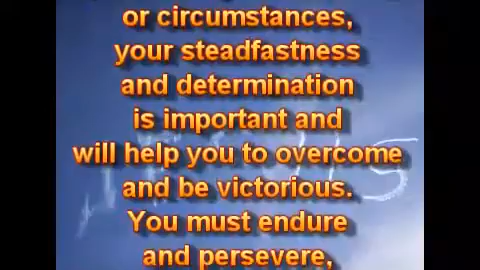 or circumstances,
your steadfastness
and determination
is important and
will help you to overcome
and be victorious.
You must endure
and persevere,